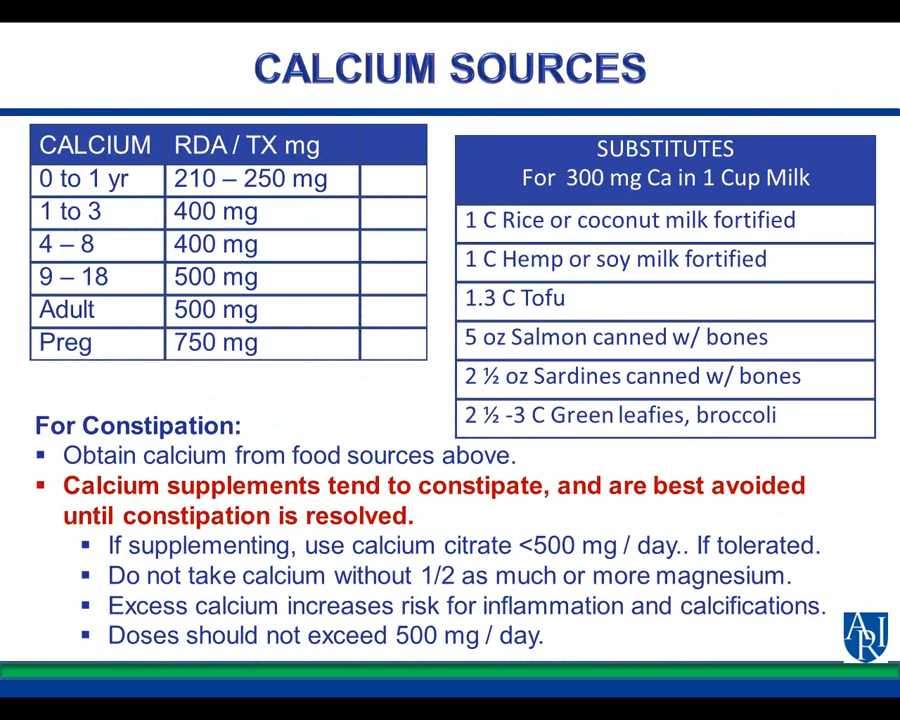 CALCIUM SOURCES
CALCIUM RDA / TX mg
0 to 1 yr 210 – 250 mg
1 to 3 400 mg
4 – 8 400 mg
9 – 18 500 mg
Adult 500 mg
Preg 750 mg
SUBSTITUTES
For 300 mg Ca in 1 Cup Milk
1 C Rice or coconut milk fortified
1 C Hemp or soy milk fortified
1.3 C Tofu
5 oz Salmon canned w/ bones
2 ½ oz Sardines canned w/ bones
2 ½ -3 C Green leafies, broccoli
For Constipation:
▪ Obtain calcium from food sources above.
▪ Calcium supplements tend to constipate, and are best avoided
until constipation is resolved.
▪ If supplementing, use calcium citrate <500 mg / day.. If tolerated.
▪ Do not take calcium without 1/2 as much or more magnesium.
▪ Excess calcium increases risk for inflammation and calcifications.
▪ Doses should not exceed 500 mg / day.
ARI